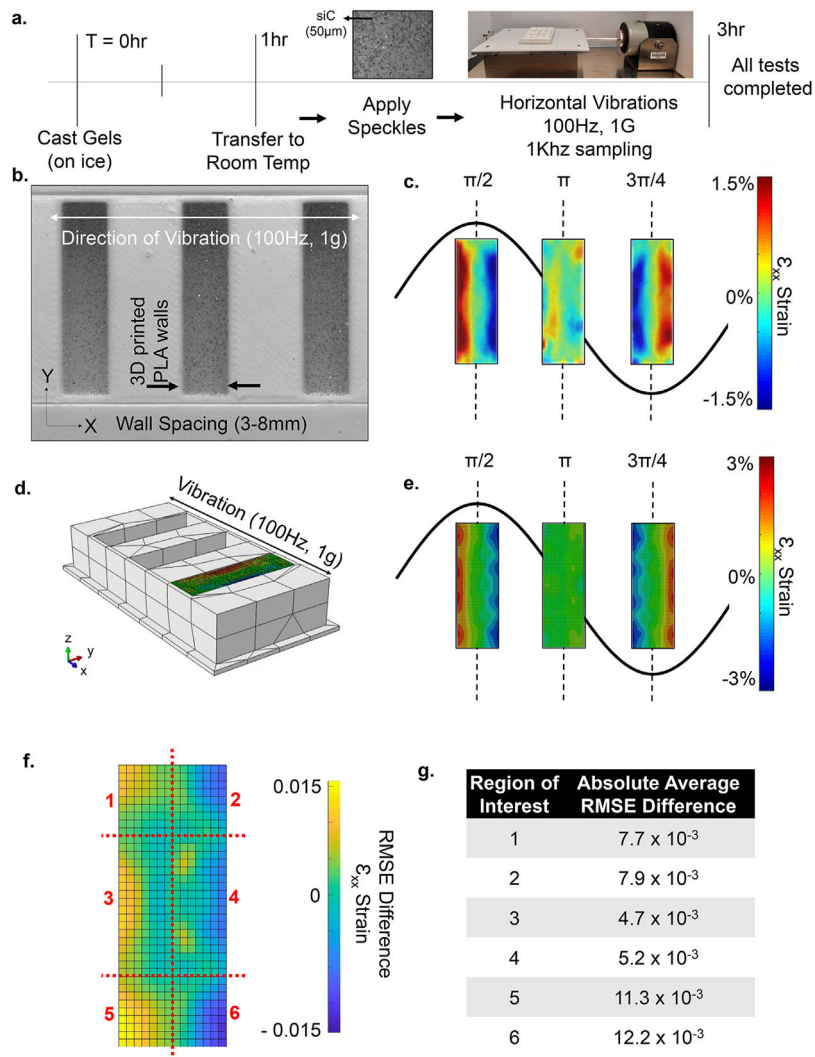 a.
T = 0hr
1hr
siC
(50µm)
3hr
All tests
completed
Cast Gels
(on ice)
Transfer to
Room Temp
Apply
Speckles
Horizontal Vibrations
100Hz, 1G
1Khz sampling
b.
Direction of Vibration (100Hz, 1g)
3D printed
PLA walls
Y
X
Wall Spacing (3-8mm)
c.
π/2
π
3π/4
1.5%
0%
-1.5%
Ɛxx Strain
d.
Vibration (100Hz, 1g)
z
y
x
e.
π/2
π
3π/4
3%
0%
-3%
Ɛxx Strain
f.
1
2
3
4
5
6
0.015
0
- 0.015
RMSE Difference
Ɛxx Strain
g.
Region of Interest
Absolute Average RMSE Difference
1 7.7 x 10-3
2 7.9 x 10-3
3 4.7 x 10-3
4 5.2 x 10-3
5 11.3 x 10-3
6 12.2 x 10-3